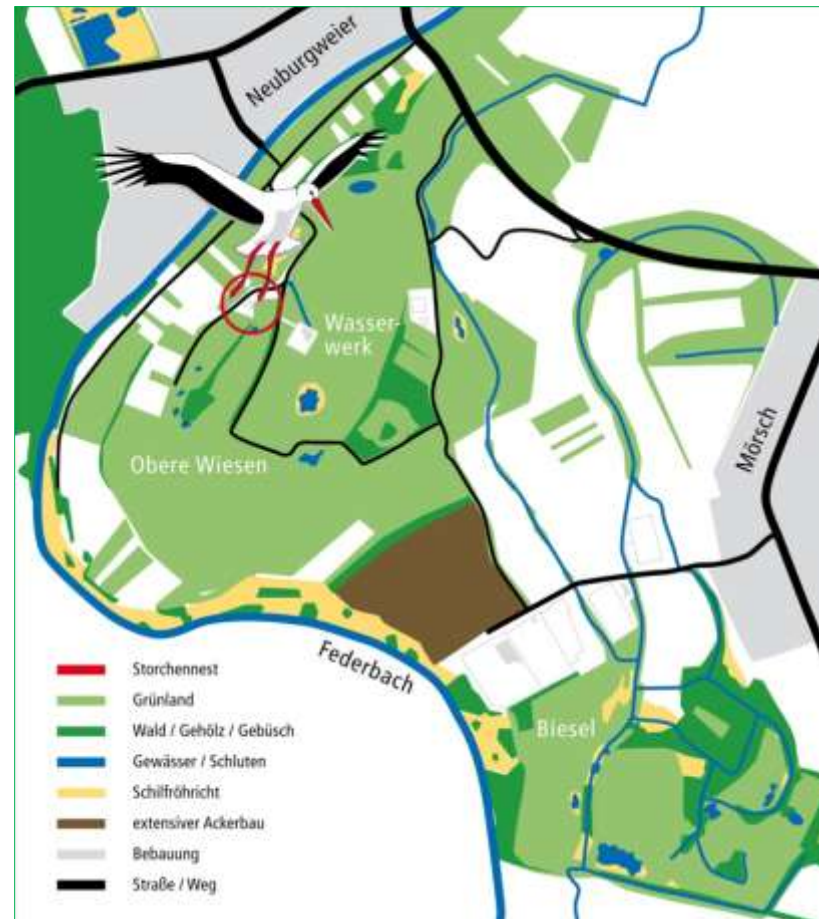 Neuburgweier
Wasser-
werk
Obere Wiesen
Mörsch
Federbach
Biesel
Storchennest
Grünland
Wald / Gehölz / Gebüsch
Gewässer / Schluten
Schilfröhricht
extensiver Ackerbau
Bebauung
Straße / Weg